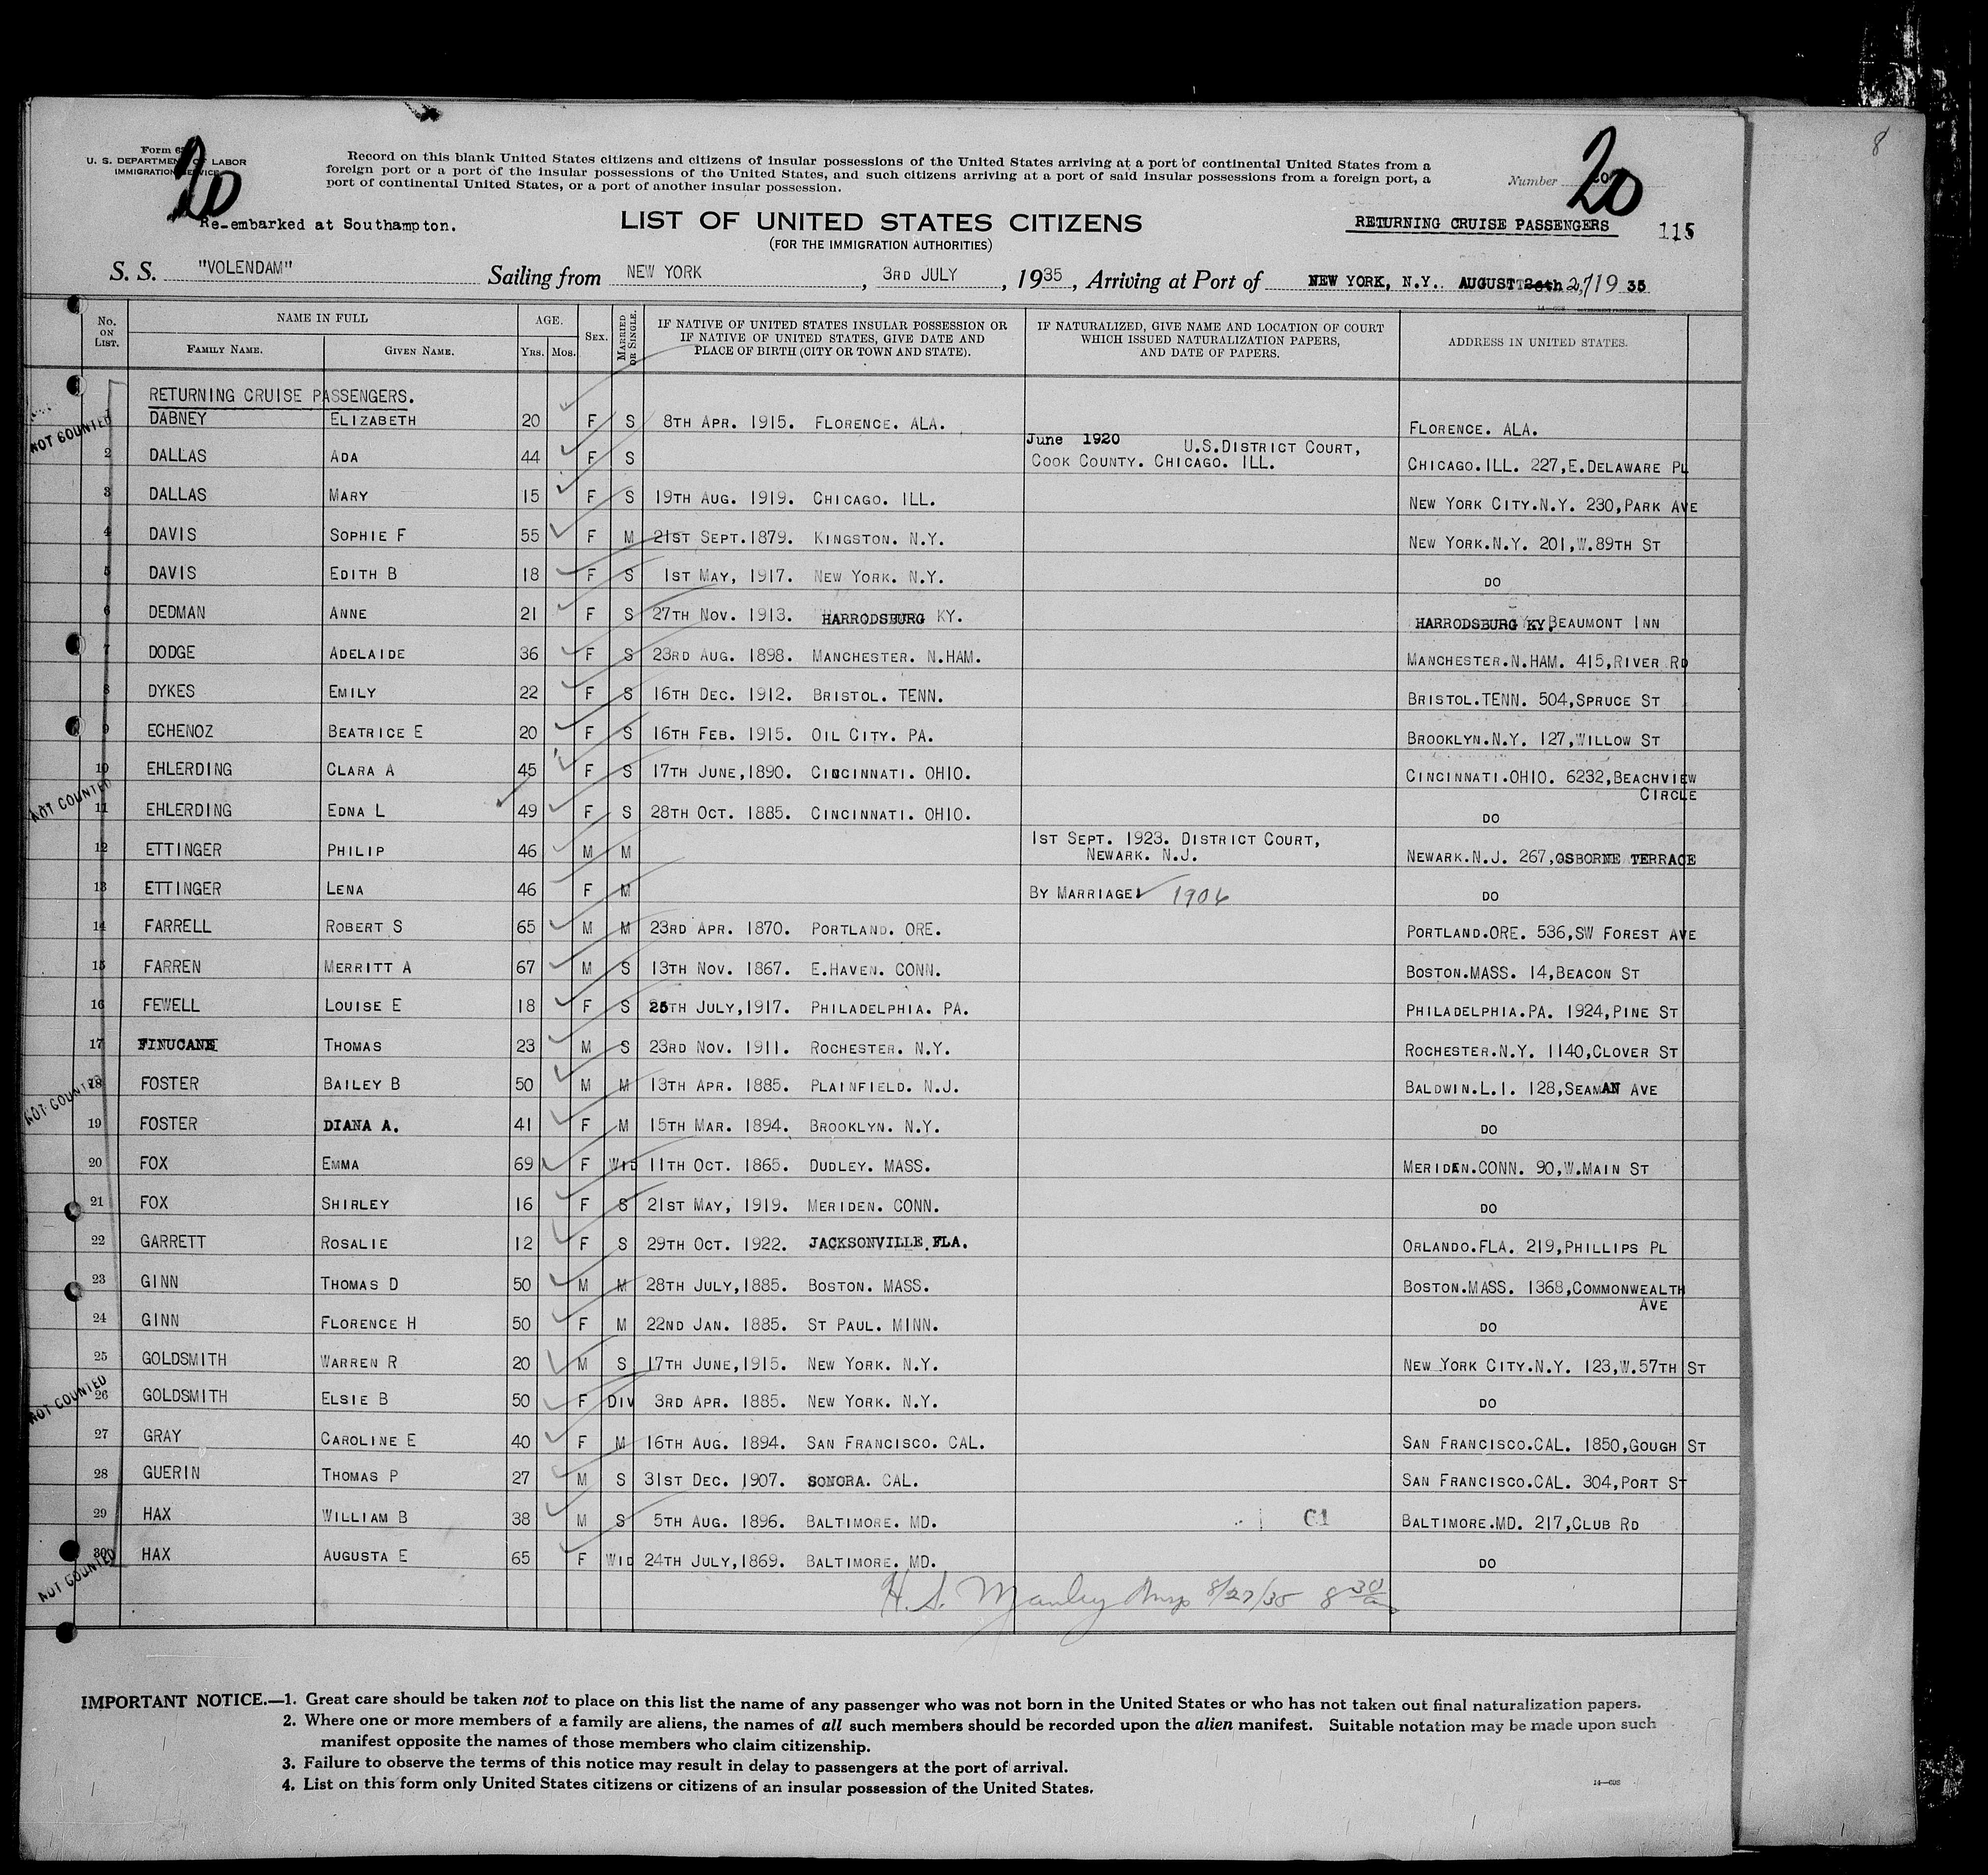 Form 6
U. S. DEPARTMENT OF LABOR
IMMIGRATION SERVICE
20
Re-embarked at Southampton.
Record on this blank United States citizens and citizens of insular possessions of the United States arriving at a port of continental United States from a
foreign port or a port of the insular possessions of the United States, and such citizens arriving at a port of said insular possessions from a foreign port, a
port of continental United States, or a port of another insular possession.
Number
20
8
LIST OF UNITED STATES CITIZENS
(FOR THE IMMIGRATION AUTHORITIES)
RETURNING CRUISE PASSENGERS
115
S. S. "VOLENDAM" Sailing from NEW YORK, 3RD JULY, 1935, Arriving at Port of NEW YORK, N.Y. AUGUST 27, 1935
No. ON LIST. NAME IN FULL FAMILY NAME. GIVEN NAME. AGE. YRS. MOS. SEX. MARRIED OR SINGLE. IF NATIVE OF UNITED STATES INSULAR POSSESSION OR IF NATIVE OF UNITED STATES, GIVE DATE AND PLACE OF BIRTH (CITY OR TOWN AND STATE). IF NATURALIZED, GIVE NAME AND LOCATION OF COURT WHICH ISSUED NATURALIZATION PAPERS, AND DATE OF PAPERS. ADDRESS IN UNITED STATES.
RETURNING CRUISE PASSENGERS.
1 DABNEY ELIZABETH 20 F S 8TH APR. 1915. FLORENCE. ALA. FLORENCE. ALA.
NOT COUNTED
2 DALLAS ADA 44 F S June 1920 U.S.DISTRICT COURT, COOK COUNTY. CHICAGO. ILL. CHICAGO.ILL. 227,E.DELAWARE PL
3 DALLAS MARY 15 F S 19TH AUG. 1919. CHICAGO. ILL. NEW YORK CITY.N.Y. 230,PARK AVE
4 DAVIS SOPHIE F 55 F M 21ST SEPT.1879. KINGSTON. N.Y. NEW YORK.N.Y. 201,W.89TH ST
5 DAVIS EDITH B 18 F S 1ST MAY, 1917. NEW YORK. N.Y. DO
6 DEDMAN ANNE 21 F S 27TH NOV. 1913. HARRODSBURG KY. HARRODSBURG KY. BEAUMONT INN
7 DODGE ADELAIDE 36 F S 23RD AUG. 1898. MANCHESTER. N.HAM. MANCHESTER.N.HAM. 415,RIVER RD
8 DYKES EMILY 22 F S 16TH DEC. 1912. BRISTOL. TENN. BRISTOL.TENN. 504,SPRUCE ST
9 ECHENOZ BEATRICE E 20 F S 16TH FEB. 1915. OIL CITY. PA. BROOKLYN.N.Y. 127,WILLOW ST
10 EHLERDING CLARA A 45 F S 17TH JUNE,1890. CINCINNATI. OHIO. CINCINNATI.OHIO. 6232,BEACHVIEW CIRCLE
NOT COUNTED
11 EHLERDING EDNA L 49 F S 28TH OCT. 1885. CINCINNATI. OHIO. DO
12 ETTINGER PHILIP 46 M M 1ST SEPT. 1923. DISTRICT COURT, NEWARK. N.J. NEWARK.N.J. 267,OSBORNE TERRACE
13 ETTINGER LENA 46 F M BY MARRIAGE 1906 DO
14 FARRELL ROBERT S 65 M M 23RD APR. 1870. PORTLAND. ORE. PORTLAND.ORE. 536,SW FOREST AVE
15 FARREN MERRITT A 67 M S 13TH NOV. 1867. E.HAVEN. CONN. BOSTON.MASS. 14,BEACON ST
16 FEWELL LOUISE E 18 F S 25TH JULY,1917. PHILADELPHIA. PA. PHILADELPHIA.PA. 1924,PINE ST
17 FINUCANE THOMAS 23 M S 23RD NOV. 1911. ROCHESTER. N.Y. ROCHESTER.N.Y. 1140,CLOVER ST
18 FOSTER BAILEY B 50 M M 13TH APR. 1885. PLAINFIELD. N.J. BALDWIN.L.I. 128,SEAMAN AVE
NOT COUNTED
19 FOSTER DIANA A. 41 F M 15TH MAR. 1894. BROOKLYN. N.Y. DO
20 FOX EMMA 69 F WID 11TH OCT. 1865. DUDLEY. MASS. MERIDEN.CONN. 90,W.MAIN ST
21 FOX SHIRLEY 16 F S 21ST MAY, 1919. MERIDEN. CONN. DO
22 GARRETT ROSALIE 12 F S 29TH OCT. 1922. JACKSONVILLE.FLA. ORLANDO.FLA. 219,PHILLIPS PL
23 GINN THOMAS D 50 M M 28TH JULY,1885. BOSTON. MASS. BOSTON.MASS. 1368,COMMONWEALTH AVE
24 GINN FLORENCE H 50 F M 22ND JAN. 1885. ST PAUL. MINN. DO
25 GOLDSMITH WARREN R 20 M S 17TH JUNE,1915. NEW YORK. N.Y. NEW YORK CITY.N.Y. 123,W.57TH ST
26 GOLDSMITH ELSIE B 50 F DIV 3RD APR. 1885. NEW YORK. N.Y. DO
NOT COUNTED
27 GRAY CAROLINE E 40 F M 16TH AUG. 1894. SAN FRANCISCO. CAL. SAN FRANCISCO.CAL. 1850,GOUGH ST
28 GUERIN THOMAS P 27 M S 31ST DEC. 1907. SONORA. CAL. SAN FRANCISCO.CAL. 304,PORT ST
29 HAX WILLIAM B 38 M S 5TH AUG. 1896. BALTIMORE. MD. 61 BALTIMORE.MD. 217,CLUB RD
30 HAX AUGUSTA E 65 F WID 24TH JULY,1869. BALTIMORE. MD. DO
NOT COUNTED
H. S. Manley Insp 8/27/35 8 30 am
IMPORTANT NOTICE.—1. Great care should be taken not to place on this list the name of any passenger who was not born in the United States or who has not taken out final naturalization papers.
2. Where one or more members of a family are aliens, the names of all such members should be recorded upon the alien manifest. Suitable notation may be made upon such
manifest opposite the names of those members who claim citizenship.
3. Failure to observe the terms of this notice may result in delay to passengers at the port of arrival.
4. List on this form only United States citizens or citizens of an insular possession of the United States.